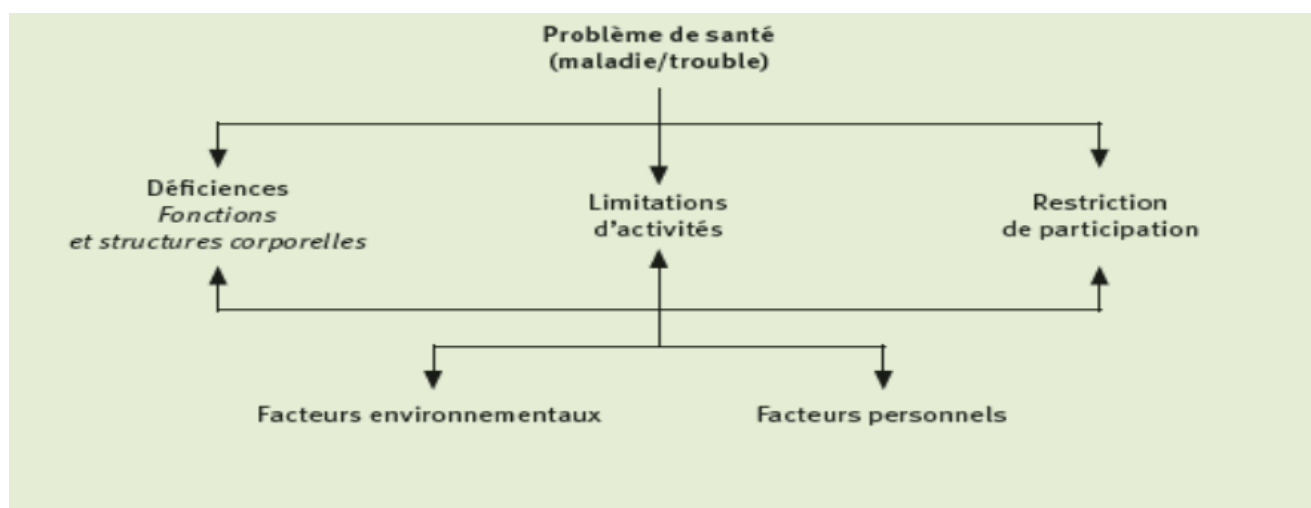 Problème de santé
(maladie/trouble)
Déficiences
Fonctions
et structures corporelles
Limitations
d'activités
Restriction
de participation
Facteurs environnementaux
Facteurs personnels